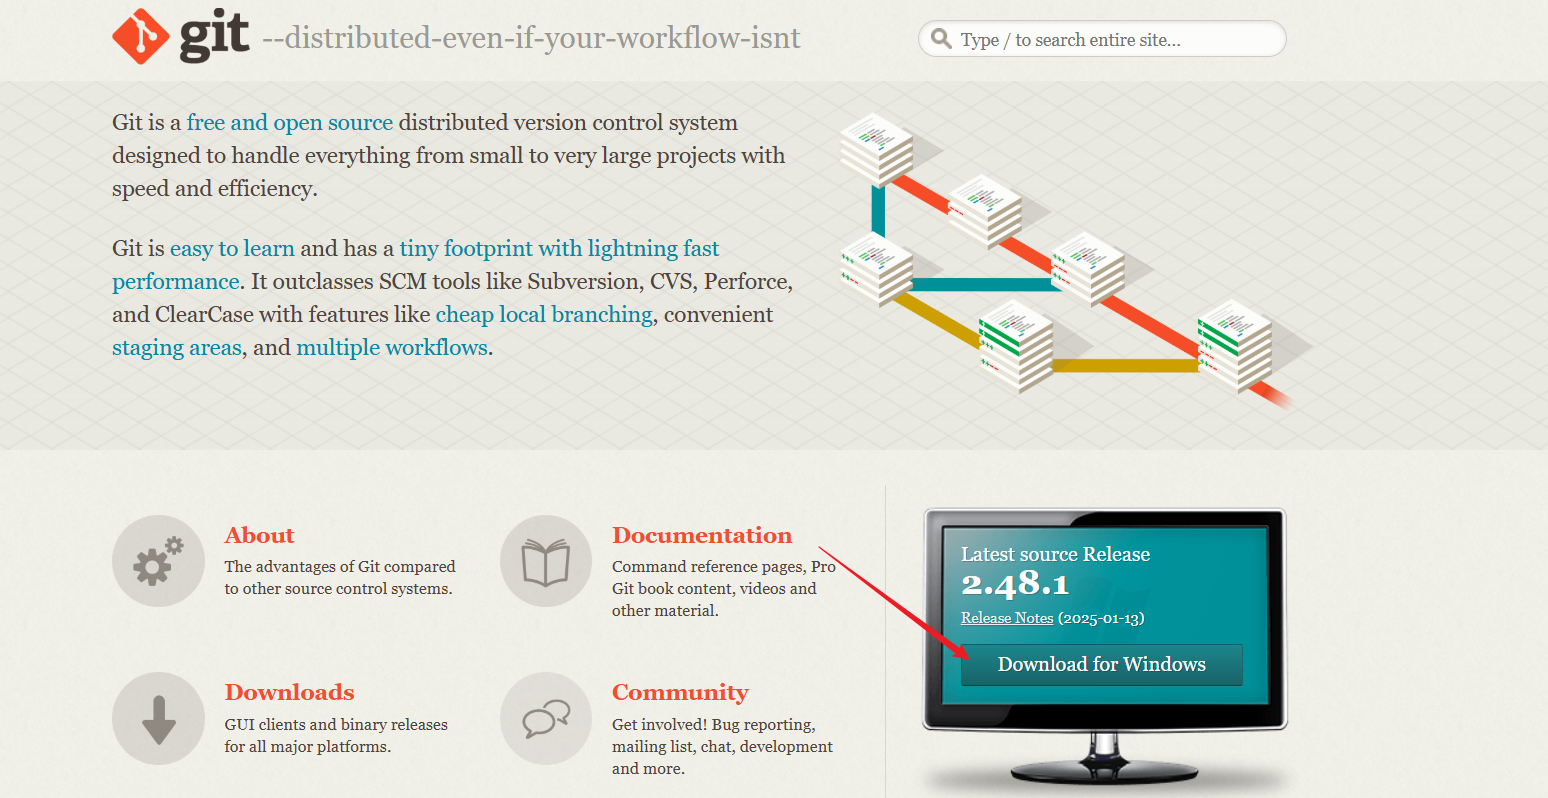 git --distributed-even-if-your-workflow-isnt
Type / to search entire site...
Git is a free and open source distributed version control system
designed to handle everything from small to very large projects with
speed and efficiency.
Git is easy to learn and has a tiny footprint with lightning fast
performance. It outclasses SCM tools like Subversion, CVS, Perforce,
and ClearCase with features like cheap local branching, convenient
staging areas, and multiple workflows.
About
The advantages of Git compared
to other source control systems.
Documentation
Command reference pages, Pro
Git book content, videos and
other material.
Downloads
GUI clients and binary releases
for all major platforms.
Community
Get involved! Bug reporting,
mailing list, chat, development
and more.
Latest source Release
2.48.1
Release Notes (2025-01-13)
Download for Windows